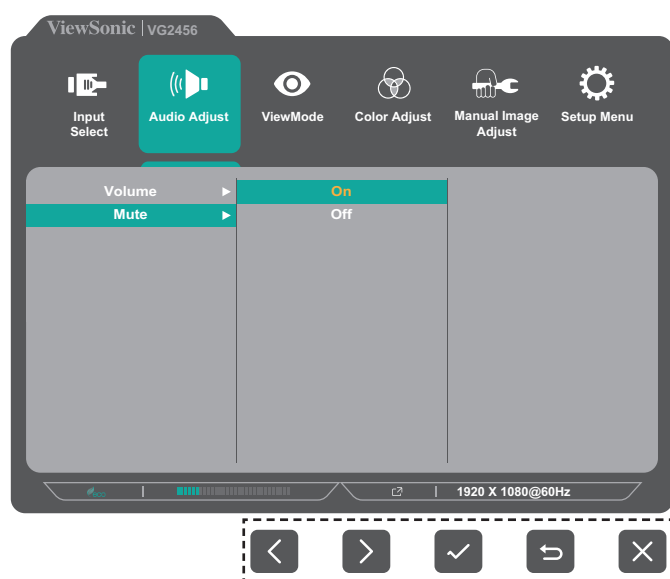 ViewSonic | VG2456
Input Select
Audio Adjust
ViewMode
Color Adjust
Manual Image Adjust
Setup Menu
Volume
On
Mute
Off
eco
1920 X 1080@60Hz